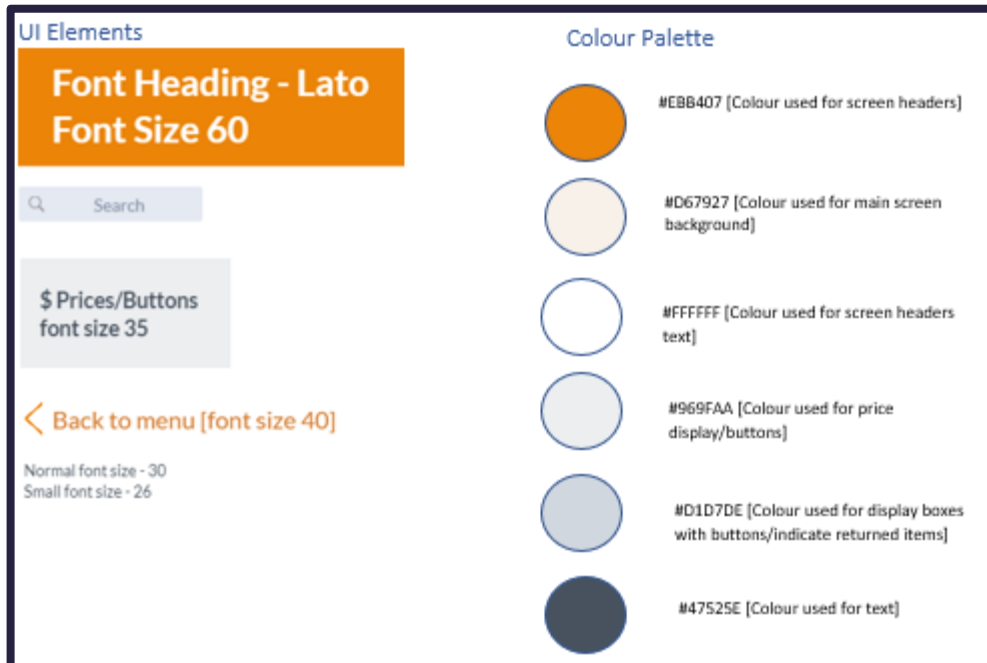 UI Elements
Font Heading - Lato
Font Size 60
Search
$ Prices/Buttons
font size 35
Back to menu [font size 40]
Normal font size - 30
Small font size - 26
Colour Palette
#EBB407 [Colour used for screen headers]
#D67927 [Colour used for main screen
background]
#FFFFFF [Colour used for screen headers
text]
#969FAA [Colour used for price
display/buttons]
#D1D7DE [Colour used for display boxes
with buttons/indicate returned items]
#47525E [Colour used for text]